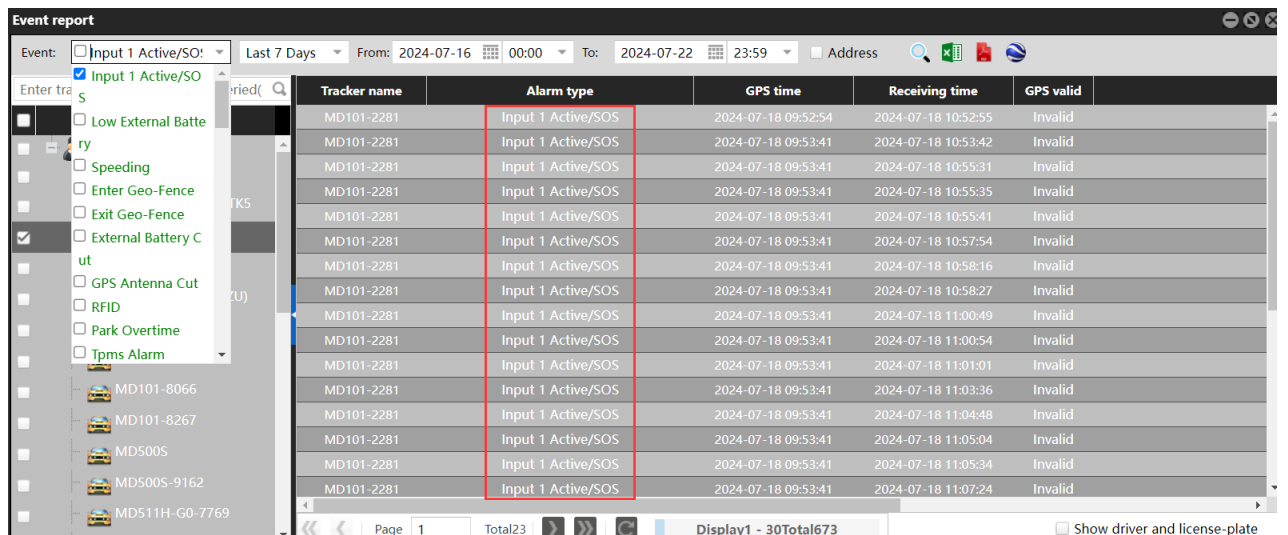 Event report
Event: Input 1 Active/SO Last 7 Days From: 2024-07-16 00:00 To: 2024-07-22 23:59 Address
Input 1 Active/SO
S
Low External Batte
ry
Speeding
Enter Geo-Fence
Exit Geo-Fence
External Battery C
ut
GPS Antenna Cut
RFID
Park Overtime
Tpms Alarm
Enter
TK5
MD101-8066
MD101-8267
MD500S
MD500S-9162
MD511H-G0-7769
Tracker name Alarm type GPS time Receiving time GPS valid
MD101-2281 Input 1 Active/SOS 2024-07-18 09:52:54 2024-07-18 10:52:55 Invalid
MD101-2281 Input 1 Active/SOS 2024-07-18 09:53:41 2024-07-18 10:53:42 Invalid
MD101-2281 Input 1 Active/SOS 2024-07-18 09:53:41 2024-07-18 10:55:31 Invalid
MD101-2281 Input 1 Active/SOS 2024-07-18 09:53:41 2024-07-18 10:55:35 Invalid
MD101-2281 Input 1 Active/SOS 2024-07-18 09:53:41 2024-07-18 10:55:41 Invalid
MD101-2281 Input 1 Active/SOS 2024-07-18 09:53:41 2024-07-18 10:57:54 Invalid
MD101-2281 Input 1 Active/SOS 2024-07-18 09:53:41 2024-07-18 10:58:16 Invalid
MD101-2281 Input 1 Active/SOS 2024-07-18 09:53:41 2024-07-18 10:58:27 Invalid
MD101-2281 Input 1 Active/SOS 2024-07-18 09:53:41 2024-07-18 11:00:49 Invalid
MD101-2281 Input 1 Active/SOS 2024-07-18 09:53:41 2024-07-18 11:00:54 Invalid
MD101-2281 Input 1 Active/SOS 2024-07-18 09:53:41 2024-07-18 11:01:01 Invalid
MD101-2281 Input 1 Active/SOS 2024-07-18 09:53:41 2024-07-18 11:03:36 Invalid
MD101-2281 Input 1 Active/SOS 2024-07-18 09:53:41 2024-07-18 11:04:48 Invalid
MD101-2281 Input 1 Active/SOS 2024-07-18 09:53:41 2024-07-18 11:05:04 Invalid
MD101-2281 Input 1 Active/SOS 2024-07-18 09:53:41 2024-07-18 11:05:34 Invalid
MD101-2281 Input 1 Active/SOS 2024-07-18 09:53:41 2024-07-18 11:07:24 Invalid
Page 1 Total23 Display1 - 30Total673 Show driver and license-plate